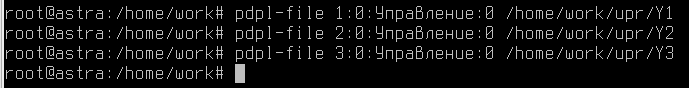 root@astra:/home/work# pdpl-file 1:0:Управление:0 /home/work/upr/Y1
root@astra:/home/work# pdpl-file 2:0:Управление:0 /home/work/upr/Y2
root@astra:/home/work# pdpl-file 3:0:Управление:0 /home/work/upr/Y3
root@astra:/home/work#